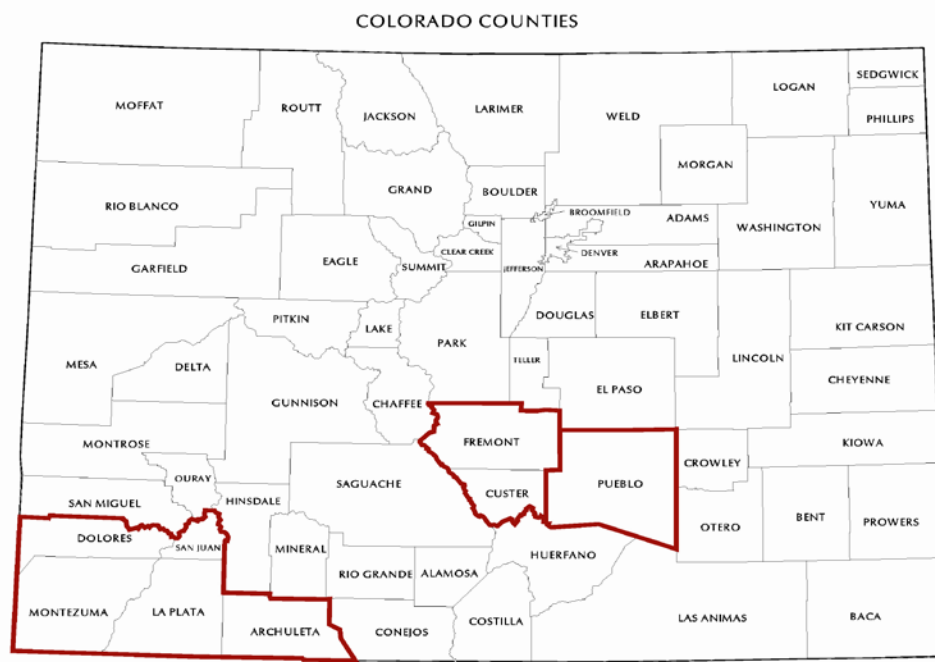 COLORADO COUNTIES
SEDGWICK
LOGAN
MOFFAT
ROUTT
JACKSON
LARIMER
WELD
PHILLIPS
MORGAN
GRAND
BOULDER
RIO BLANCO
YUMA
BROOMFIELD
ADAMS
GILPIN
WASHINGTON
CLEAR CREEK
DENVER
EAGLE
SUMMIT
JEFFERSON
ARAPAHOE
GARFIELD
PITKIN
LAKE
DOUGLAS
ELBERT
KIT CARSON
PARK
LINCOLN
MESA
DELTA
TELLER
CHEYENNE
EL PASO
GUNNISON
CHAFFEE
MONTROSE
FREMONT
KIOWA
CROWLEY
OURAY
SAGUACHE
PUEBLO
HINSDALE
CUSTER
SAN MIGUEL
BENT
PROWERS
OTERO
DOLORES
SAN JUAN
MINERAL
HUERFANO
RIO GRANDE
ALAMOSA
MONTEZUMA
LA PLATA
COSTILLA
LAS ANIMAS
BACA
ARCHULETA
CONEJOS